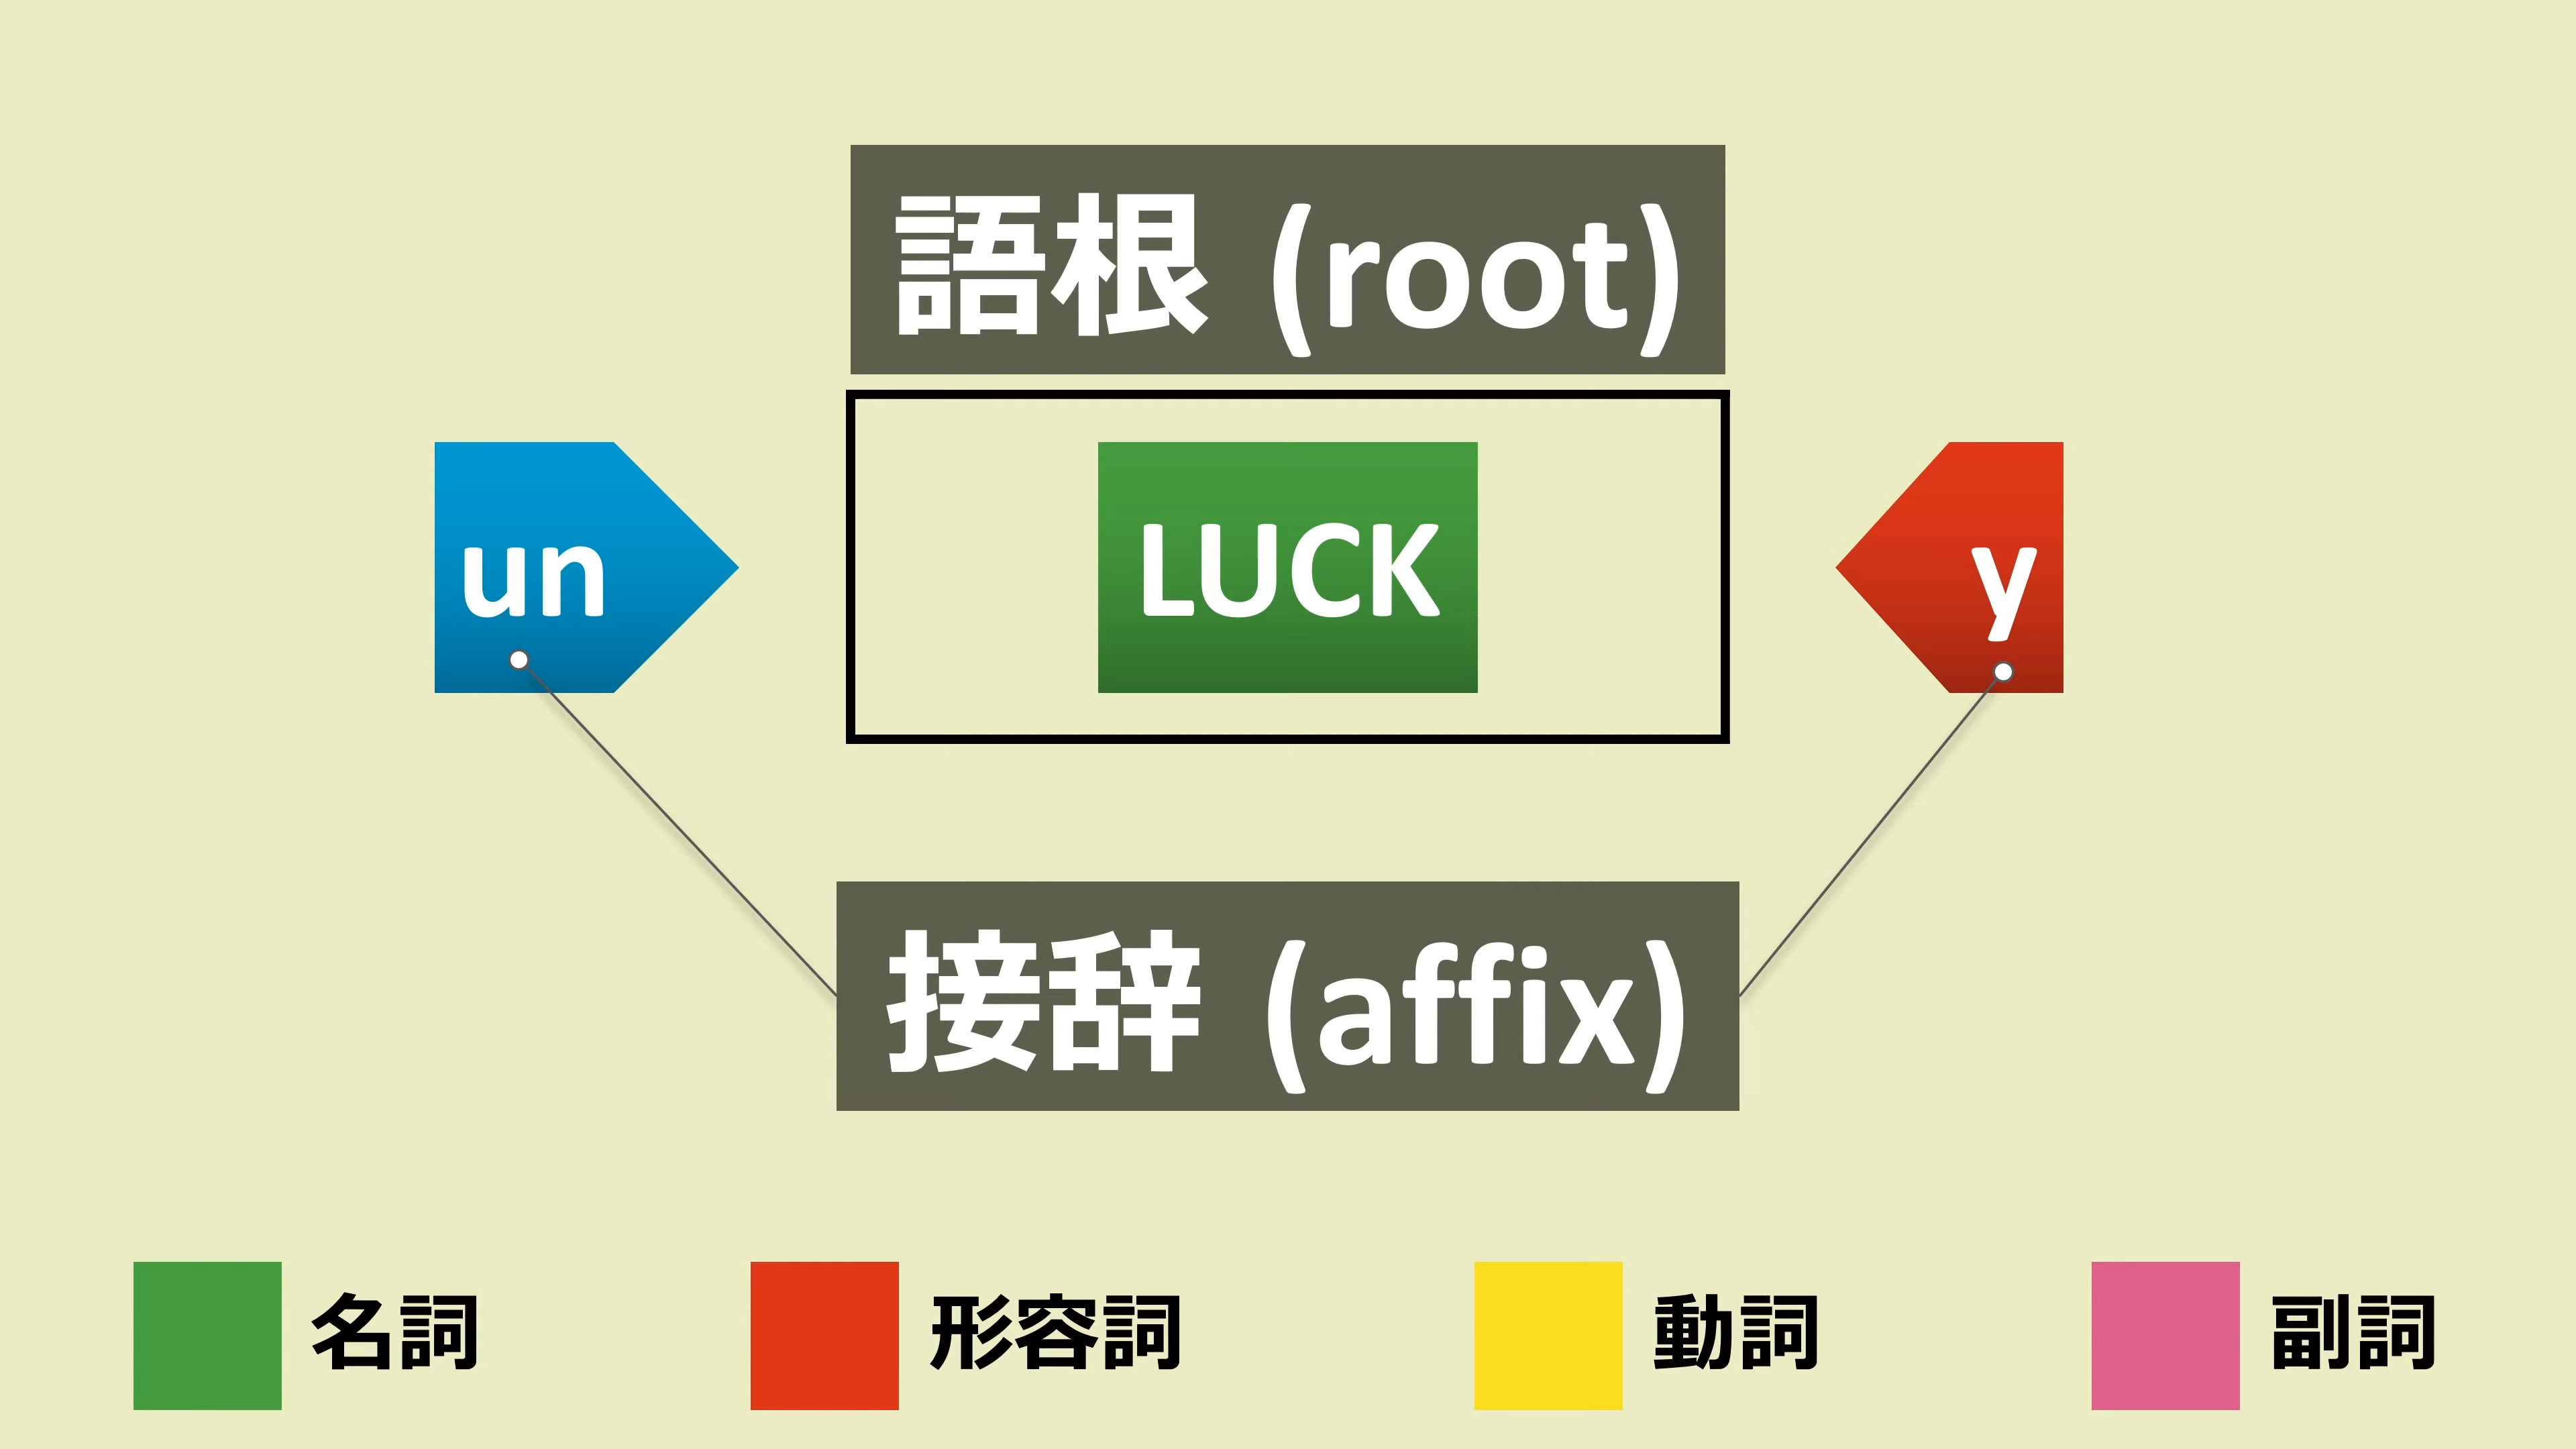 語根 (root)
un
LUCK
y
接辞 (affix)
名詞
形容詞
動詞
副詞